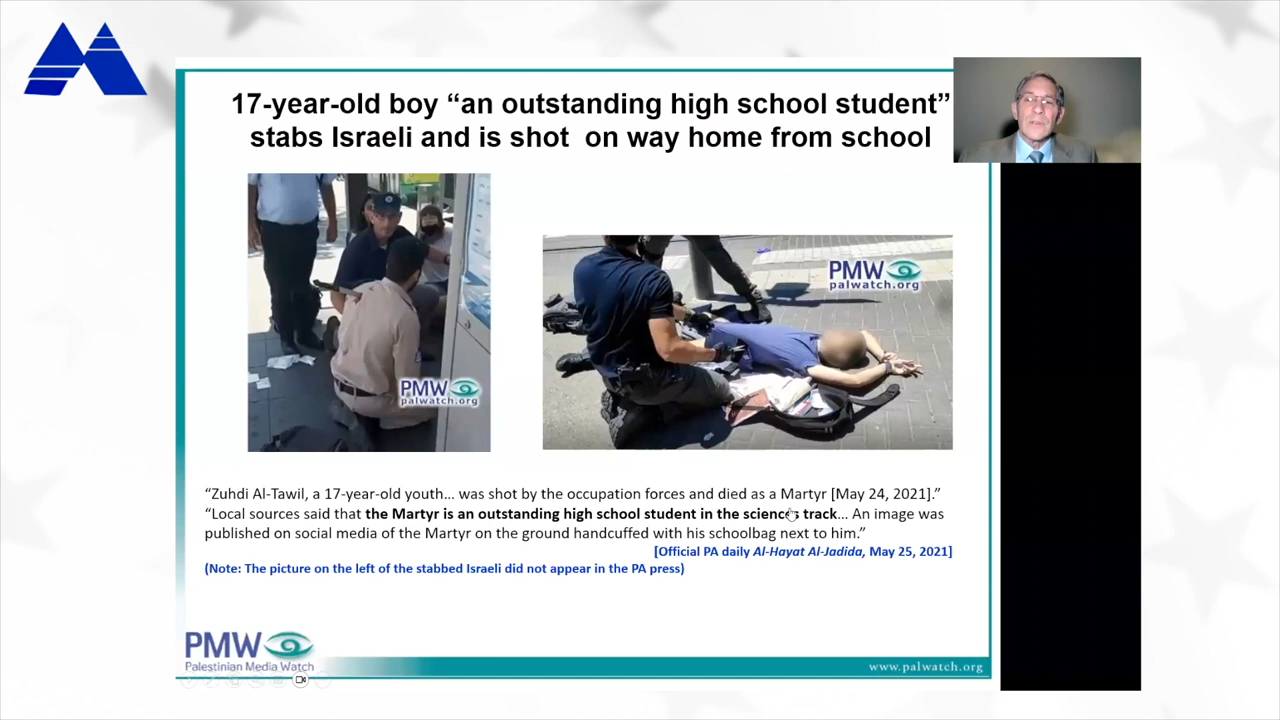 17-year-old boy “an outstanding high school student”
stabs Israeli and is shot  on way home from school
PMW
palwatch.org
PMW
palwatch.org
“Zuhdi Al-Tawil, a 17-year-old youth... was shot by the occupation forces and died as a Martyr [May 24, 2021].”
“Local sources said that the Martyr is an outstanding high school student in the sciences track... An image was
published on social media of the Martyr on the ground handcuffed with his schoolbag next to him.”
[Official PA daily Al-Hayat Al-Jadida, May 25, 2021]
(Note: The picture on the left of the stabbed Israeli did not appear in the PA press)
PMW
Palestinian Media Watch
www.palwatch.org